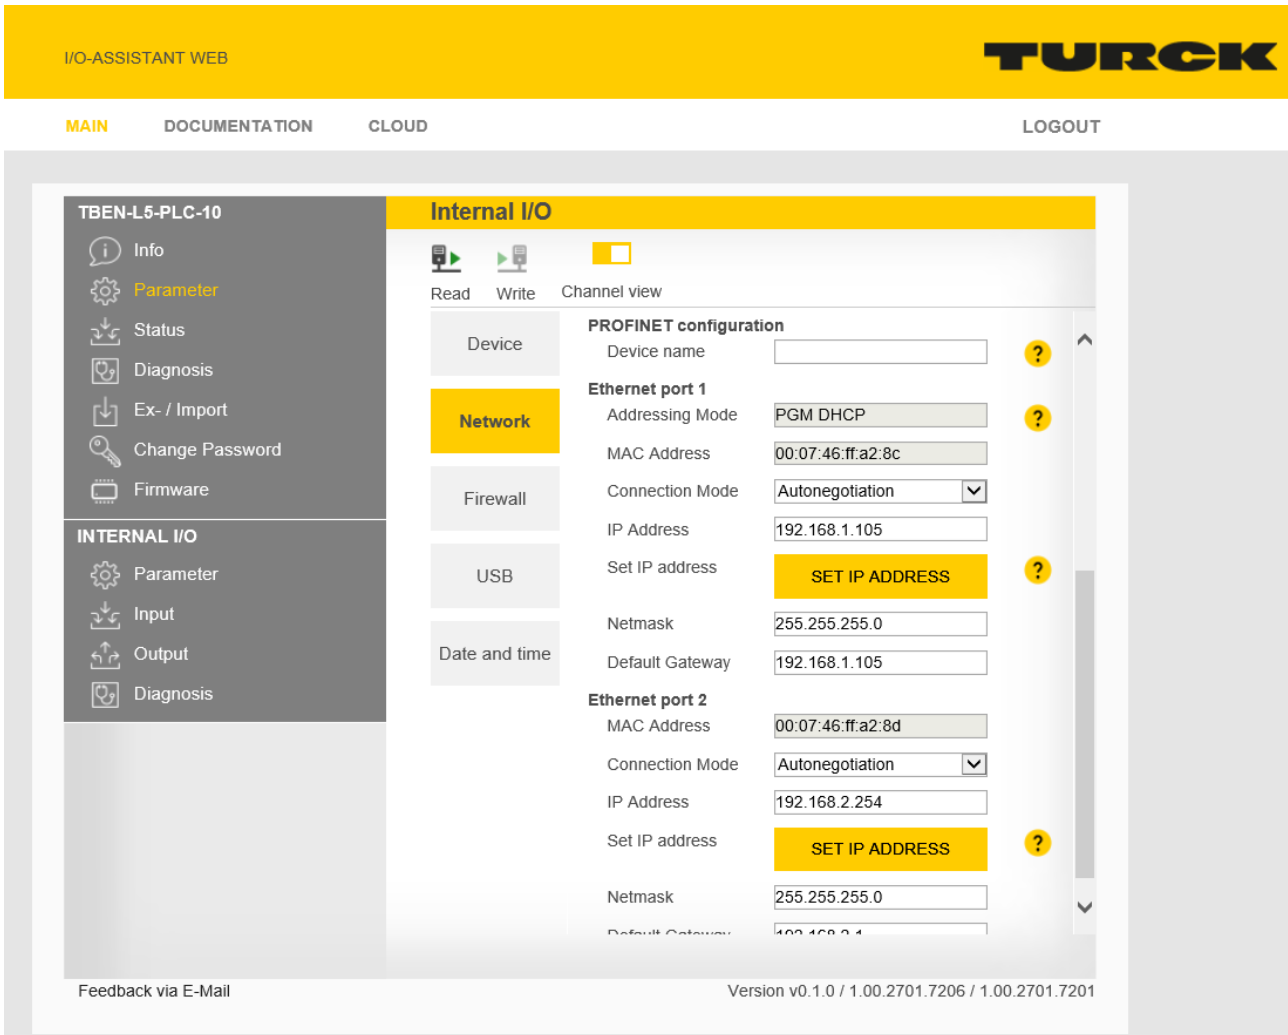 I/O-ASSISTANT WEB
TURCK
MAIN DOCUMENTATION CLOUD LOGOUT
TBEN-L5-PLC-10
Info
Parameter
Status
Diagnosis
Ex- / Import
Change Password
Firmware
INTERNAL I/O
Parameter
Input
Output
Diagnosis
Internal I/O
Read Write Channel view
Device
Network
Firewall
USB
Date and time
PROFINET configuration
Device name ?
Ethernet port 1
Addressing Mode PGM DHCP ?
MAC Address 00:07:46:ff:a2:8c
Connection Mode Autonegotiation
IP Address 192.168.1.105
Set IP address SET IP ADDRESS ?
Netmask 255.255.255.0
Default Gateway 192.168.1.105
Ethernet port 2
MAC Address 00:07:46:ff:a2:8d
Connection Mode Autonegotiation
IP Address 192.168.2.254
Set IP address SET IP ADDRESS ?
Netmask 255.255.255.0
Default Gateway 192.168.2.1
Feedback via E-Mail Version v0.1.0 / 1.00.2701.7206 / 1.00.2701.7201